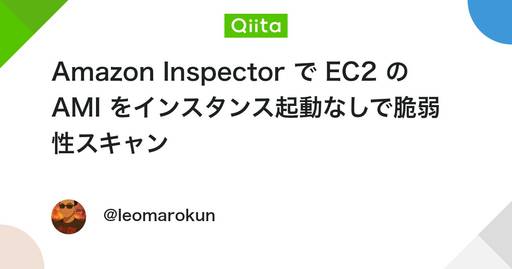 Qiita
Amazon Inspector で EC2 の
AMI をインスタンス起動なしで脆弱
性スキャン
@leomarokun